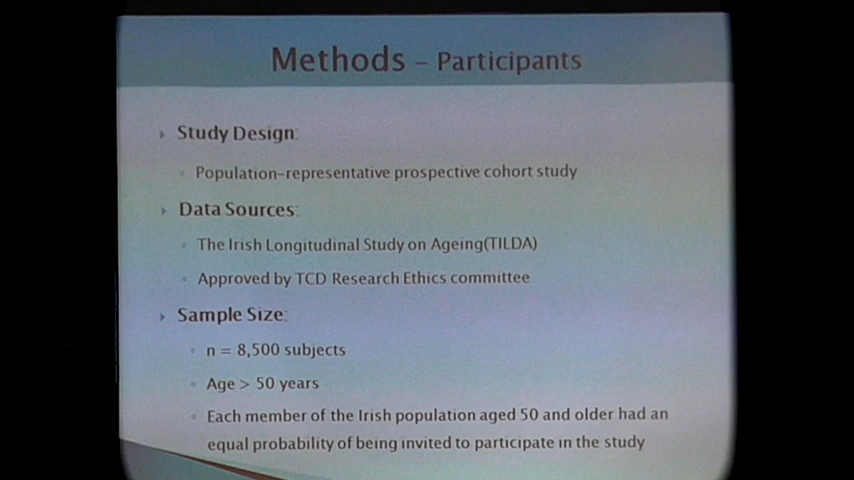 Methods – Participants
Study Design:
Population-representative prospective cohort study
Data Sources:
The Irish Longitudinal Study on Ageing(TILDA)
Approved by TCD Research Ethics committee
Sample Size:
n = 8,500 subjects
Age > 50 years
Each member of the Irish population aged 50 and older had an
equal probability of being invited to participate in the study